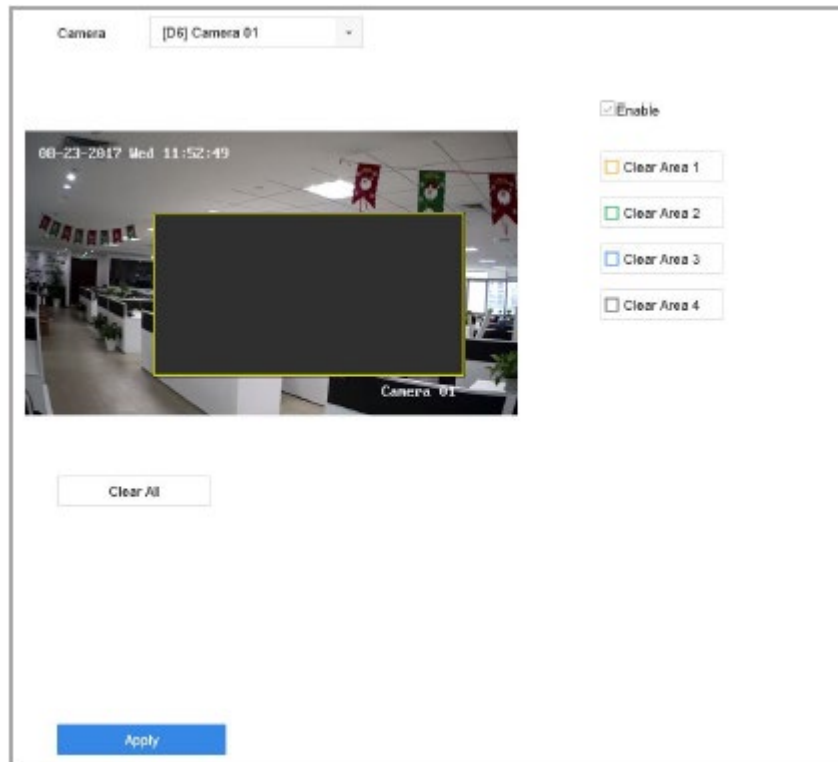 Camera [D6] Camera 01
Enable
08-23-2017 Wed 11:52:49
Clear Area 1
Clear Area 2
Clear Area 3
Clear Area 4
Camera 01
Clear All
Apply